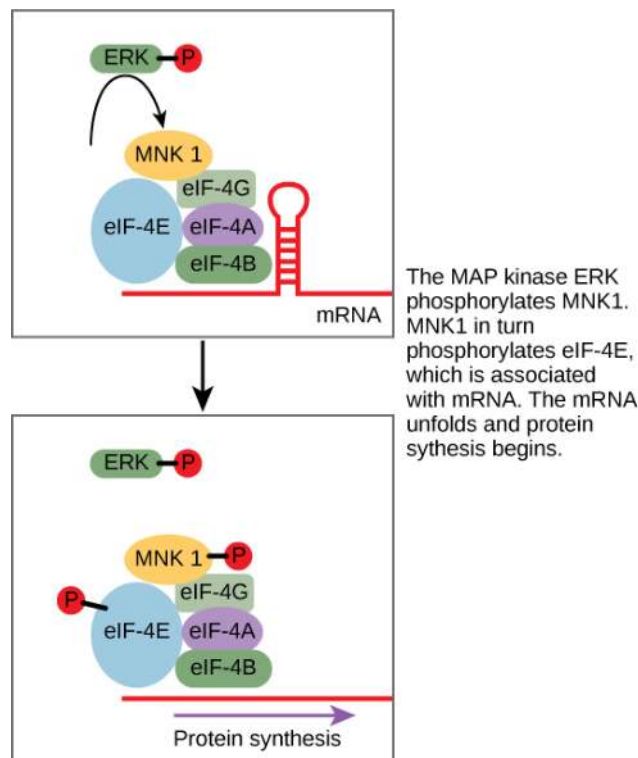 ERK P
MNK 1
eIF-4G
eIF-4E eIF-4A
eIF-4B
mRNA
The MAP kinase ERK
phosphorylates MNK1.
MNK1 in turn
phosphorylates eIF-4E,
which is associated
with mRNA. The mRNA
unfolds and protein
sythesis begins.
ERK P
MNK 1 P
P
eIF-4G
eIF-4E eIF-4A
eIF-4B
Protein synthesis